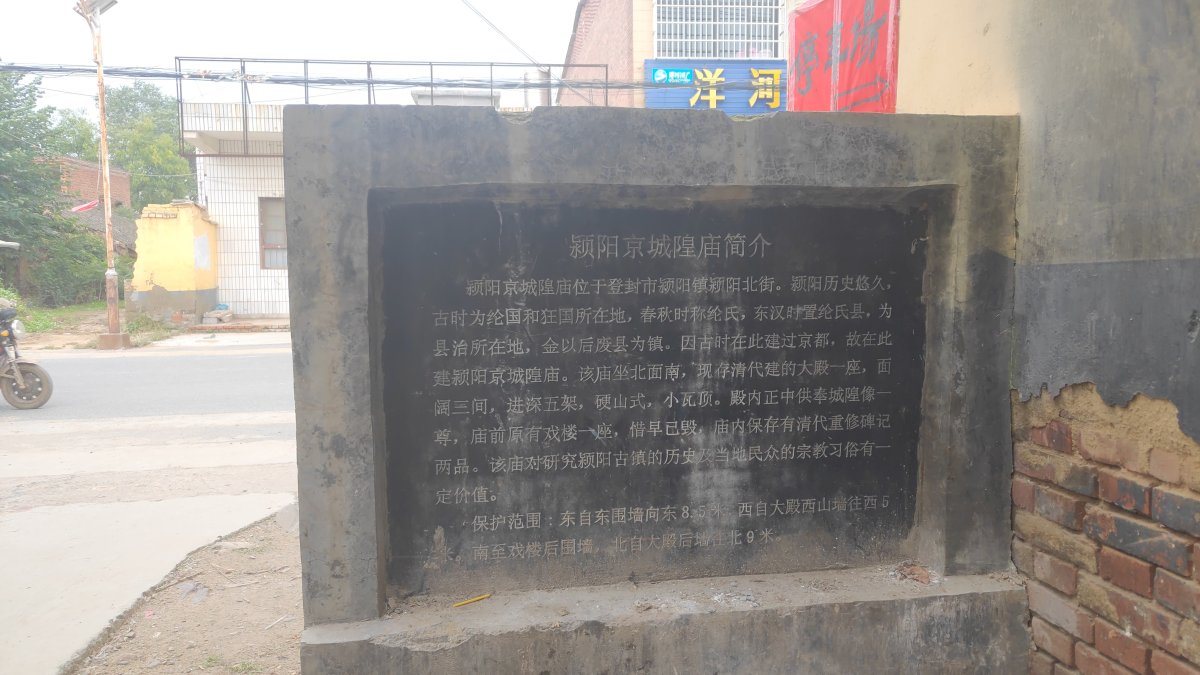 洋河
停车场
颍阳京城隍庙简介
颍阳京城隍庙位于登封市颍阳镇颍阳北街。颍阳历史悠久，
古时为纶国和狂国所在地，春秋时称纶氏，东汉时置纶氏县，为
县治所在地，金以后废县为镇。因古时在此建过京都，故在此
建颍阳京城隍庙。该庙坐北面南，现存清代建的大殿一座，面
阔三间，进深五架，硬山式，小瓦顶。殿内正中供奉城隍像一
尊，庙前原有戏楼一座，惜早已毁，庙内保存有清代重修碑记
两品。该庙对研究颍阳古镇的历史及当地民众的宗教习俗有一
定价值。
保护范围：东自东围墙向东8.5米，西自大殿西山墙往西5
米，南至戏楼后围墙，北自大殿后墙往北9米。